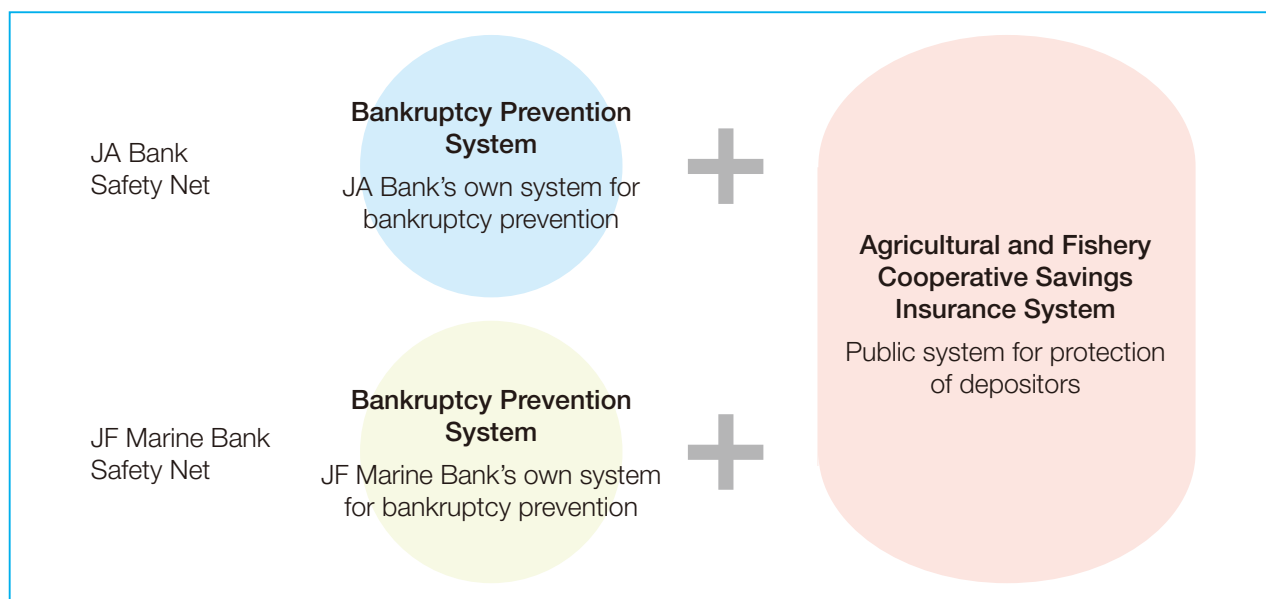 JA Bank
Safety Net
Bankruptcy Prevention
System
JA Bank’s own system for
bankruptcy prevention
JF Marine Bank
Safety Net
Bankruptcy Prevention
System
JF Marine Bank’s own system
for bankruptcy prevention
Agricultural and Fishery
Cooperative Savings
Insurance System
Public system for protection
of depositors